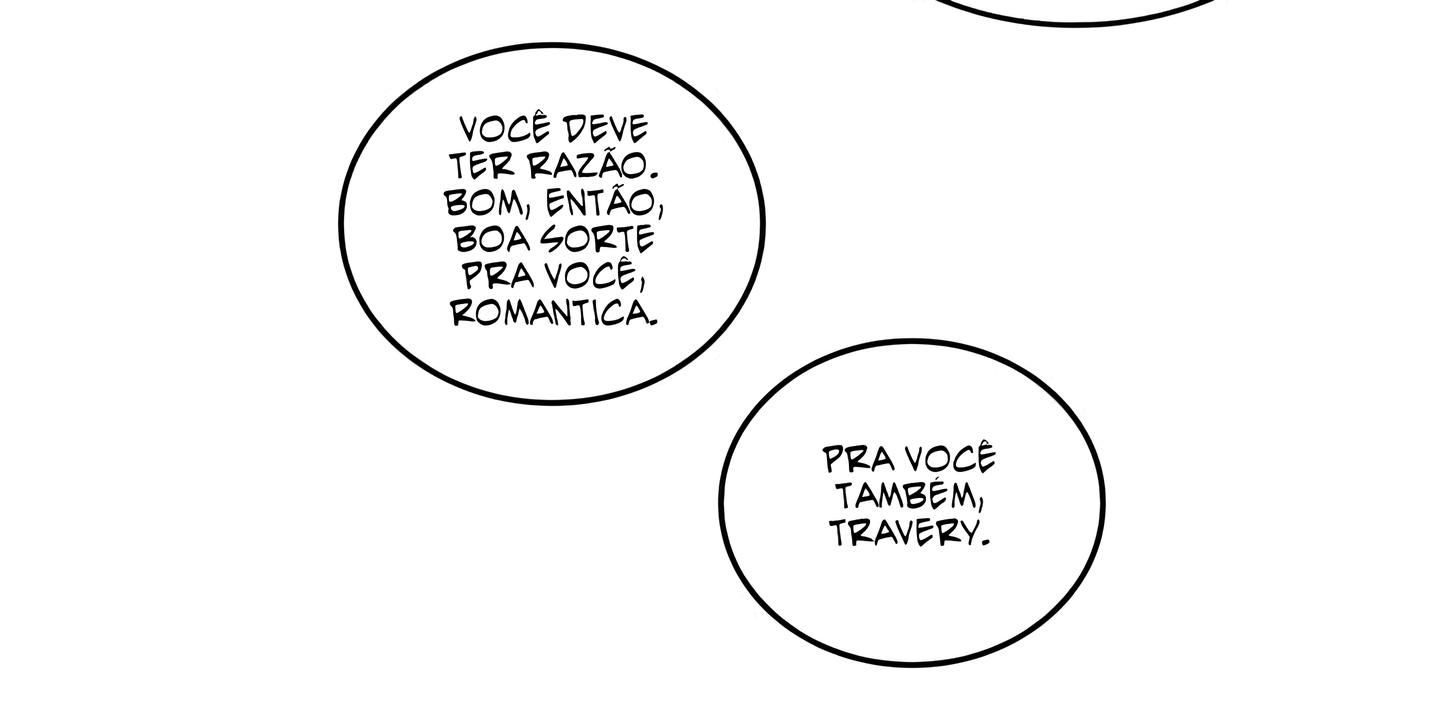 VOCÊ DEVE
TER RAZÃO.
BOM, ENTÃO,
BOA SORTE
PRA VOCÊ,
ROMANTICA.
PRA VOCÊ
TAMBÉM,
TRAVERY.